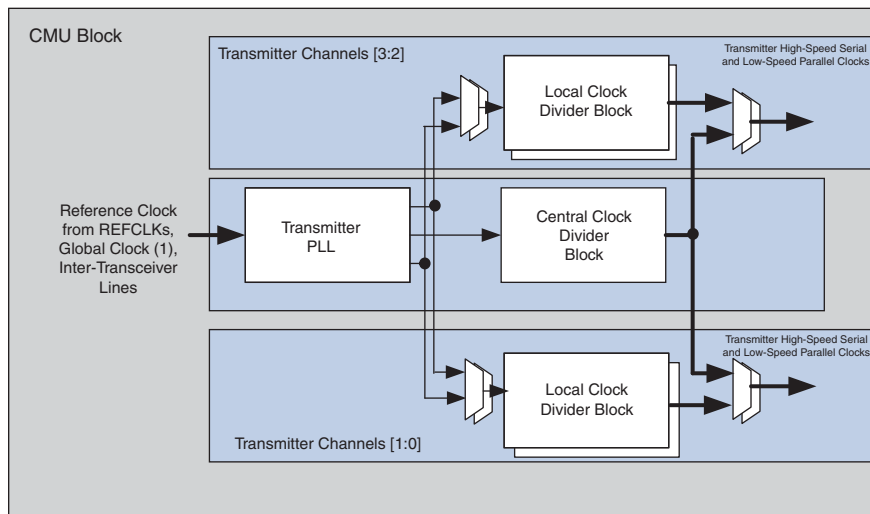 CMU Block
Transmitter Channels [3:2]
Transmitter High-Speed Serial
and Low-Speed Parallel Clocks
Local Clock
Divider Block
Reference Clock
from REFCLKs,
Global Clock (1),
Inter-Transceiver
Lines
Transmitter
PLL
Central Clock
Divider
Block
Transmitter High-Speed Serial
and Low-Speed Parallel Clocks
Local Clock
Divider Block
Transmitter Channels [1:0]